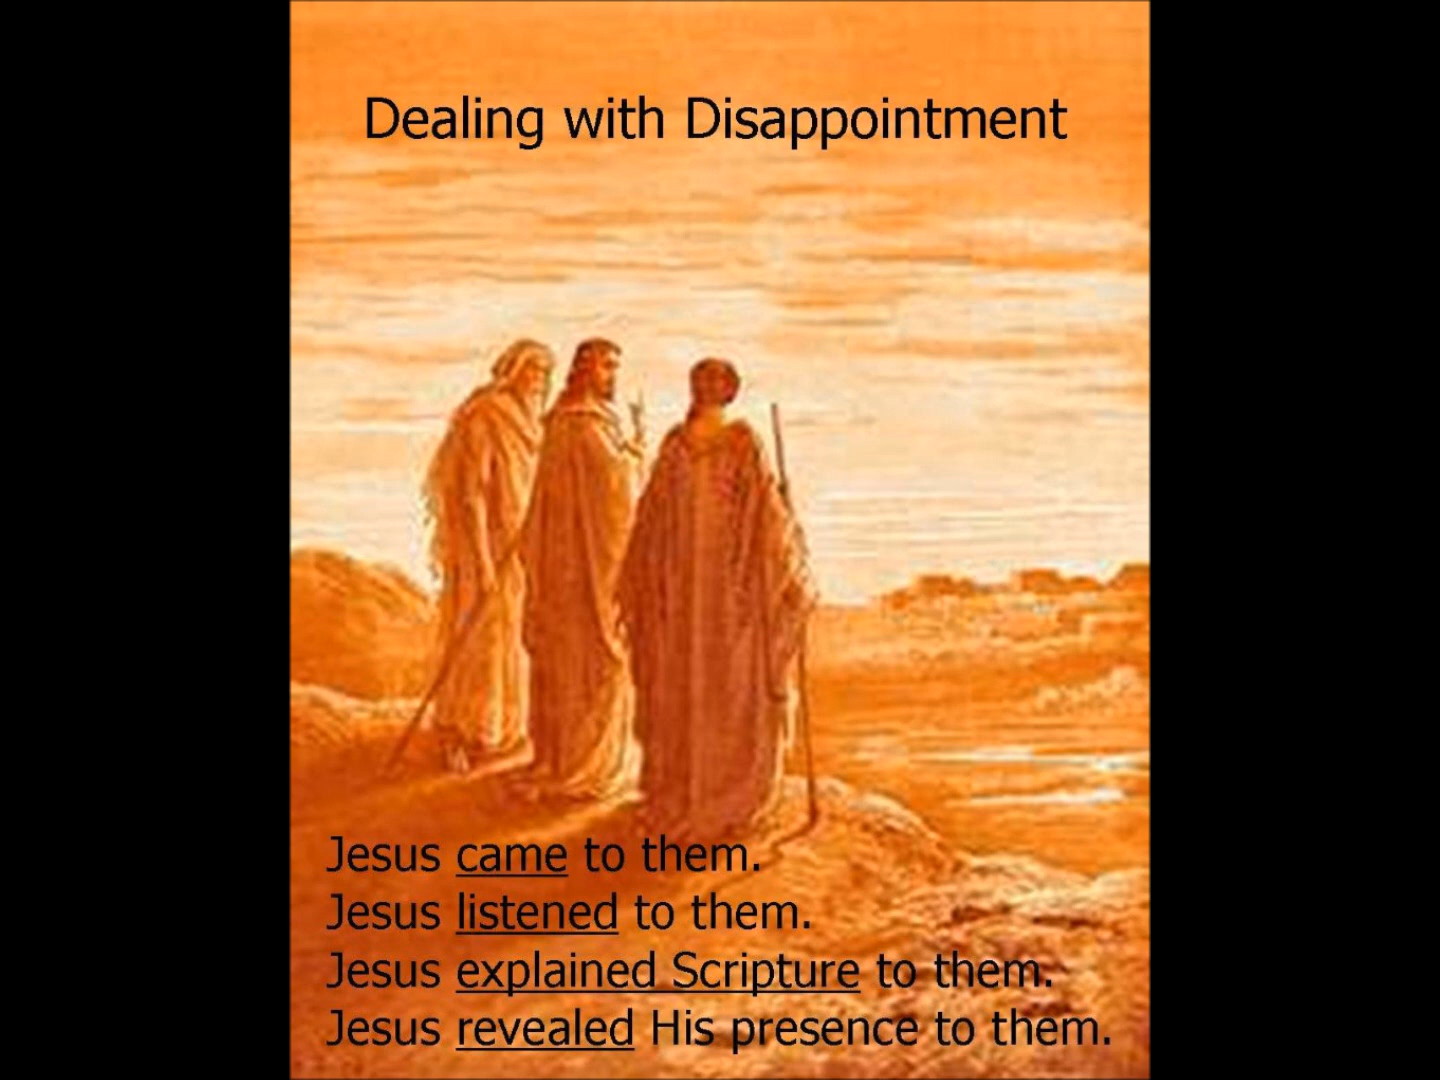 Dealing with Disappointment
Jesus came to them.
Jesus listened to them.
Jesus explained Scripture to them.
Jesus revealed His presence to them.